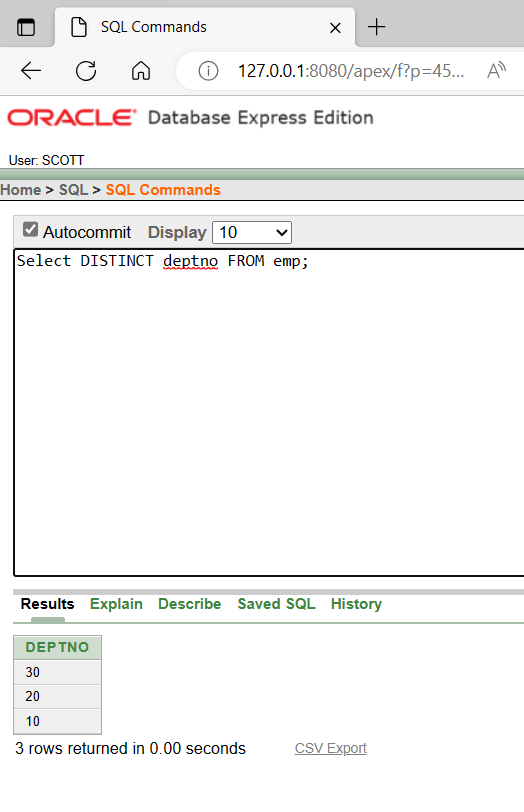 SQL Commands
127.0.0.1:8080/apex/f?p=45... A
ORACLE Database Express Edition
User: SCOTT
Home > SQL > SQL Commands
Autocommit Display 10
Select DISTINCT deptno FROM emp;
Results Explain Describe Saved SQL History
DEPTNO
30
20
10
3 rows returned in 0.00 seconds CSV Export